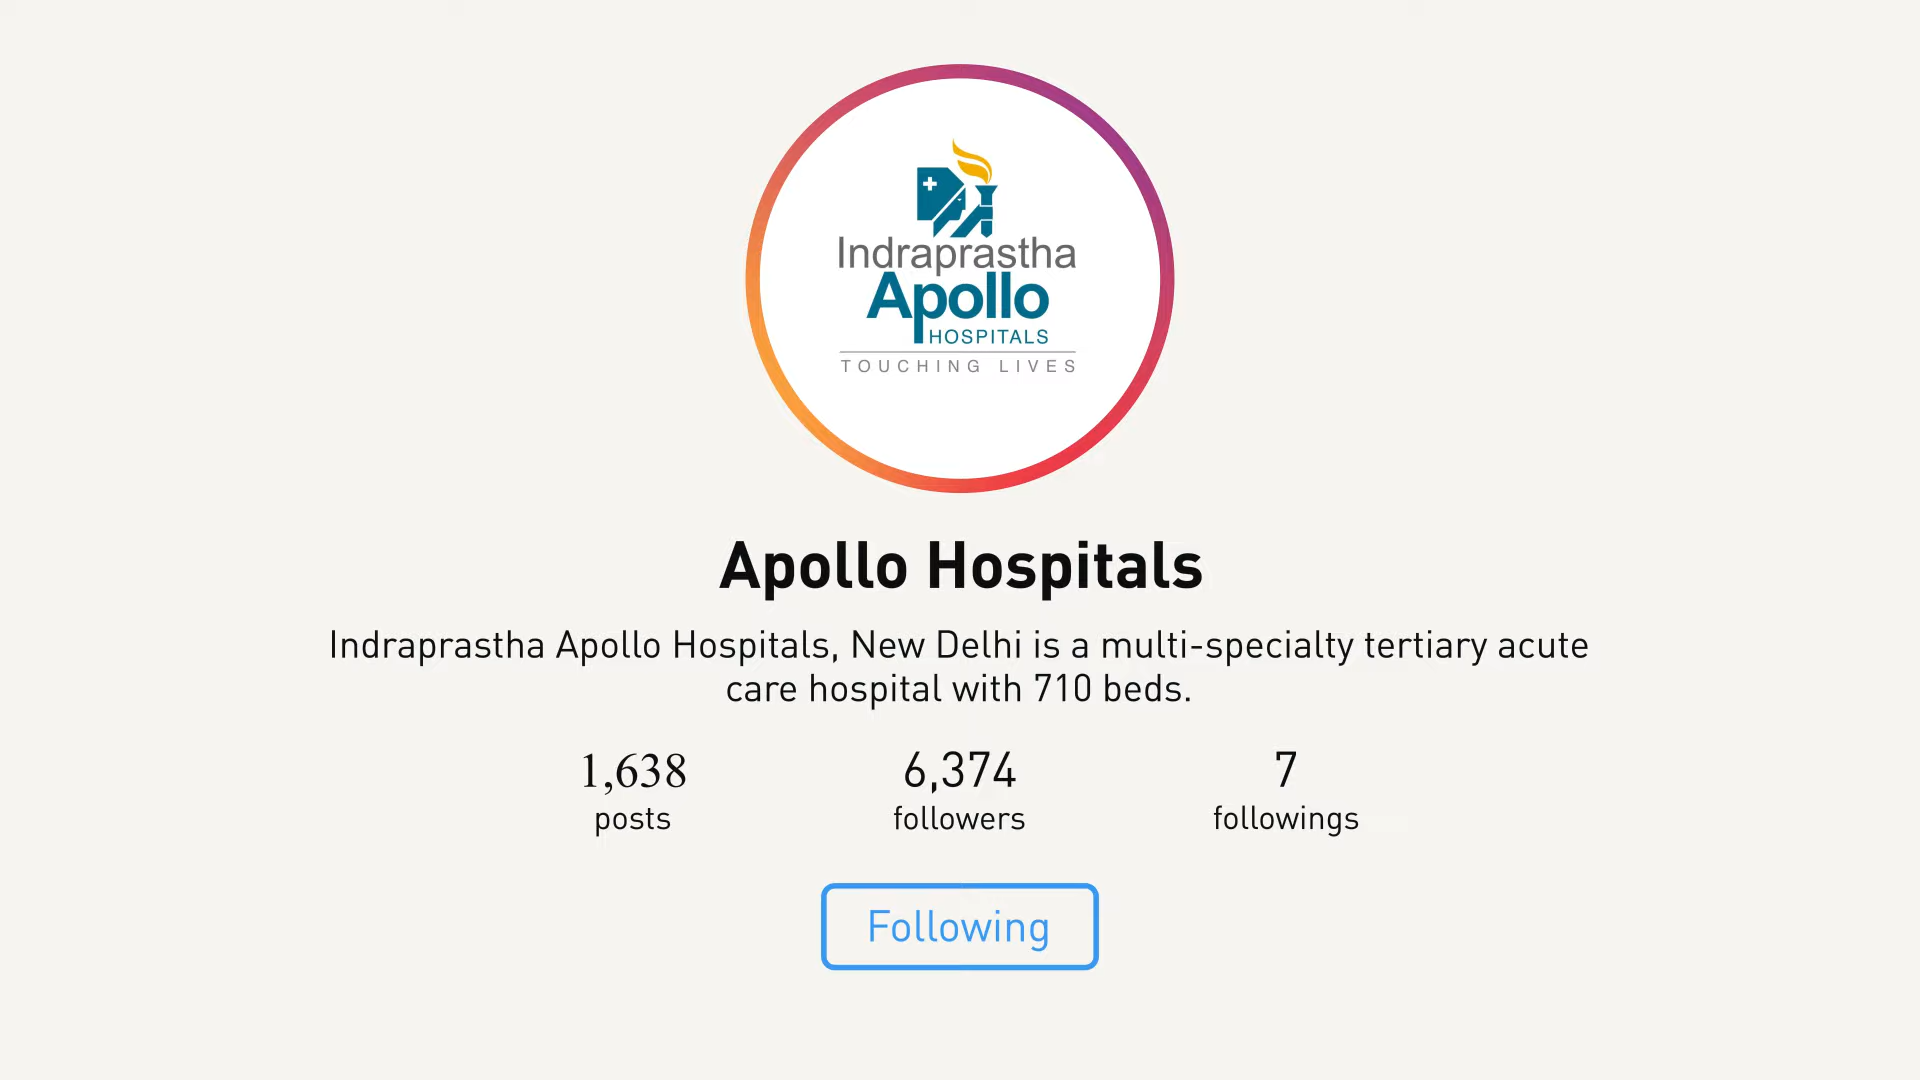 Indraprastha
Apollo
HOSPITALS
TOUCHING LIVES
Apollo Hospitals
Indraprastha Apollo Hospitals, New Delhi is a multi-specialty tertiary acute
care hospital with 710 beds.
1,638 6,374 7
posts followers followings
Following